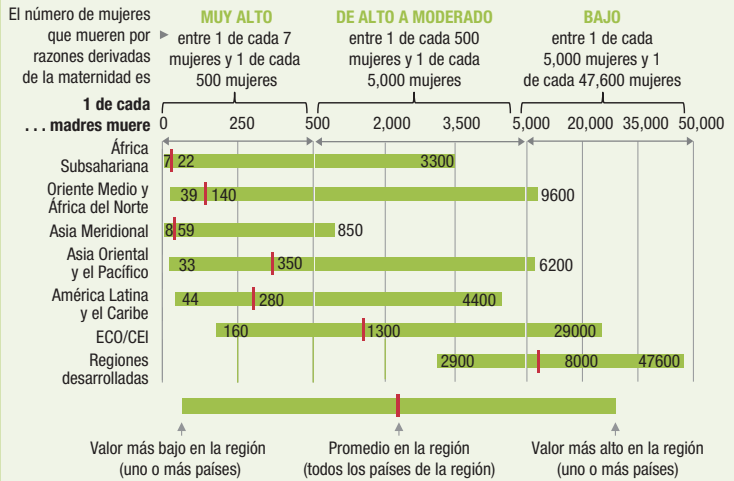 El número de mujeres
que mueren por
razones derivadas
de la maternidad es
MUY ALTO
entre 1 de cada 7
mujeres y 1 de cada
500 mujeres
DE ALTO A MODERADO
entre 1 de cada 500
mujeres y 1 de cada
5,000 mujeres
BAJO
entre 1 de cada
5,000 mujeres y 1
de cada 47,600 mujeres
1 de cada
. . . madres muere
0 250 500 2,000 3,500 5,000 20,000 35,000 50,000
África
Subsahariana
7 22 3300
Oriente Medio y
África del Norte
39 140 9600
Asia Meridional
8 59 850
Asia Oriental
y el Pacífico
33 350 6200
América Latina
y el Caribe
44 280 4400
ECO/CEI
160 1300 29000
Regiones
desarrolladas
2900 8000 47600
Valor más bajo en la región
(uno o más países)
Promedio en la región
(todos los países de la región)
Valor más alto en la región
(uno o más países)